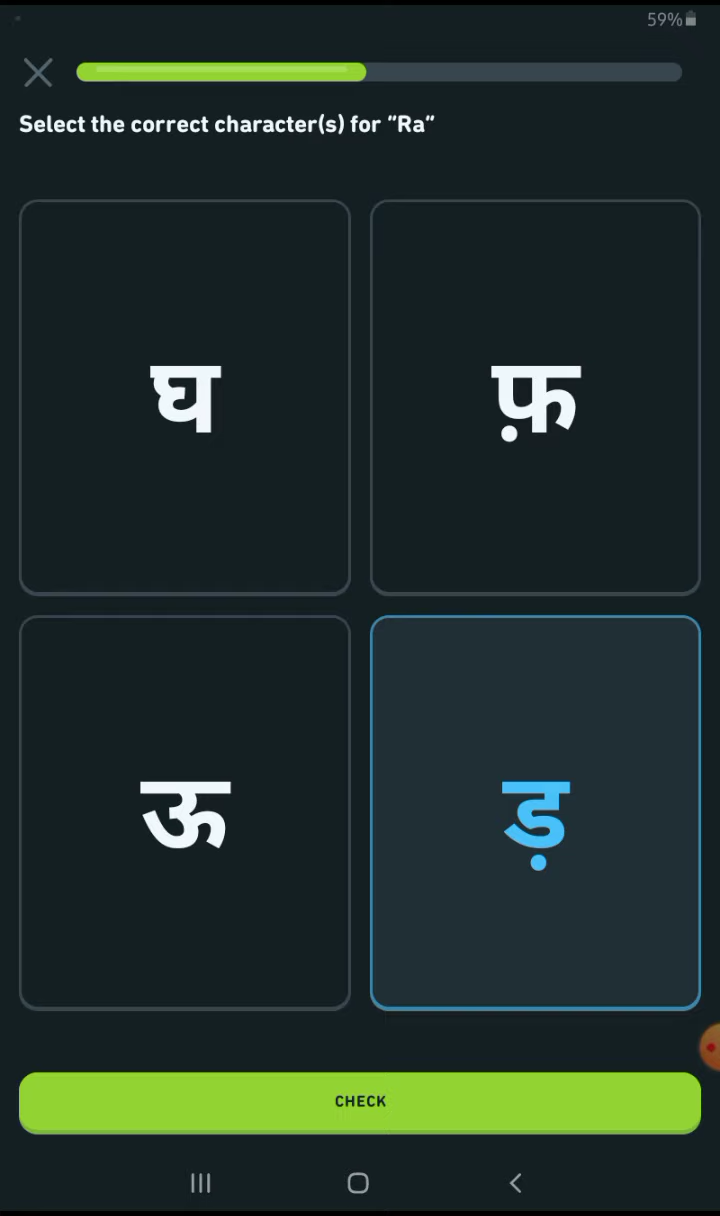 59%
Select the correct character(s) for “Ra”
घ
फ़
ऊ
ड़
CHECK